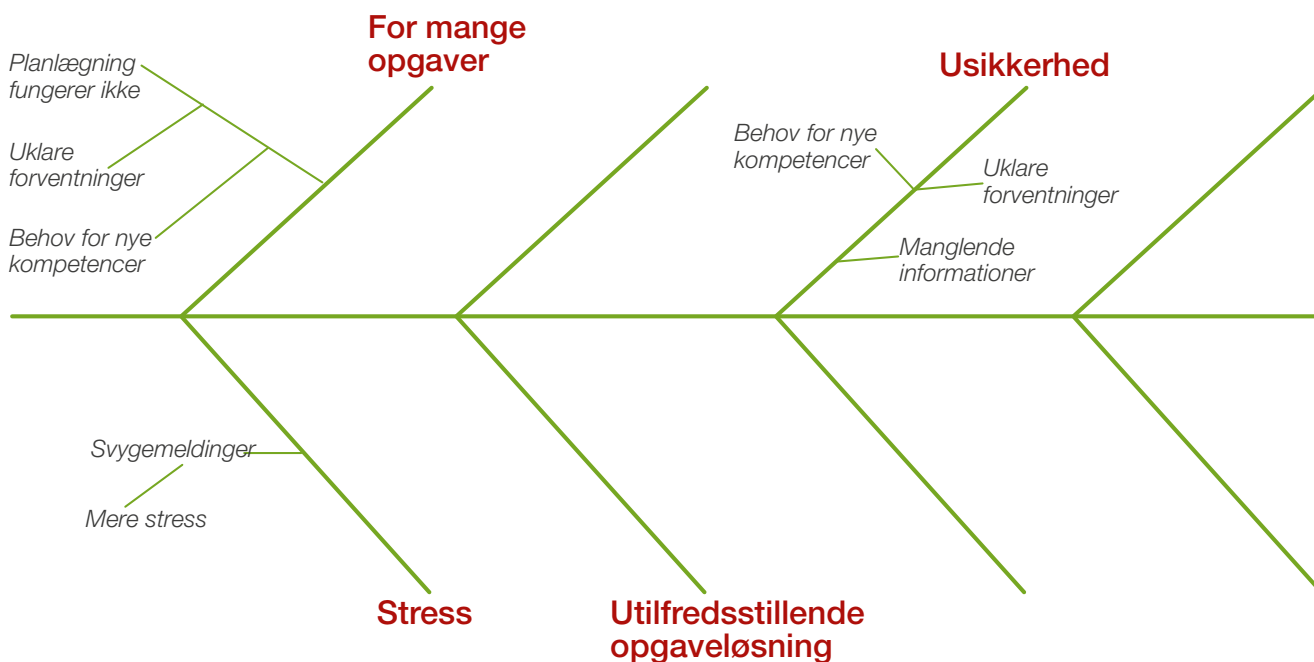 For mange
opgaver
Planlægning
fungerer ikke
Uklare
forventninger
Behov for nye
kompetencer
Usikkerhed
Behov for nye
kompetencer
Uklare
forventninger
Manglende
informationer
Svygemeldinger
Mere stress
Stress
Utilfredsstillende
opgaveløsning